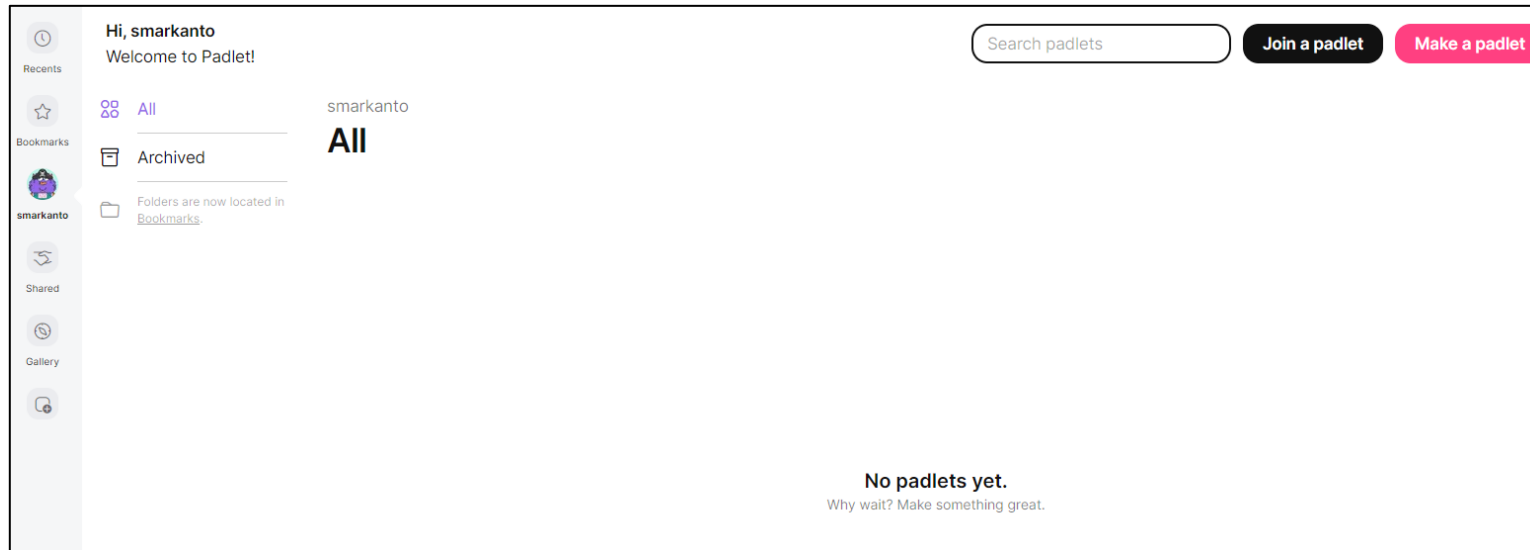 Hi, smarkanto
Welcome to Padlet!
Search padlets
Join a padlet
Make a padlet
Recents
Bookmarks
smarkanto
Shared
Gallery
All
Archived
Folders are now located in
Bookmarks.
smarkanto
All
No padlets yet.
Why wait? Make something great.